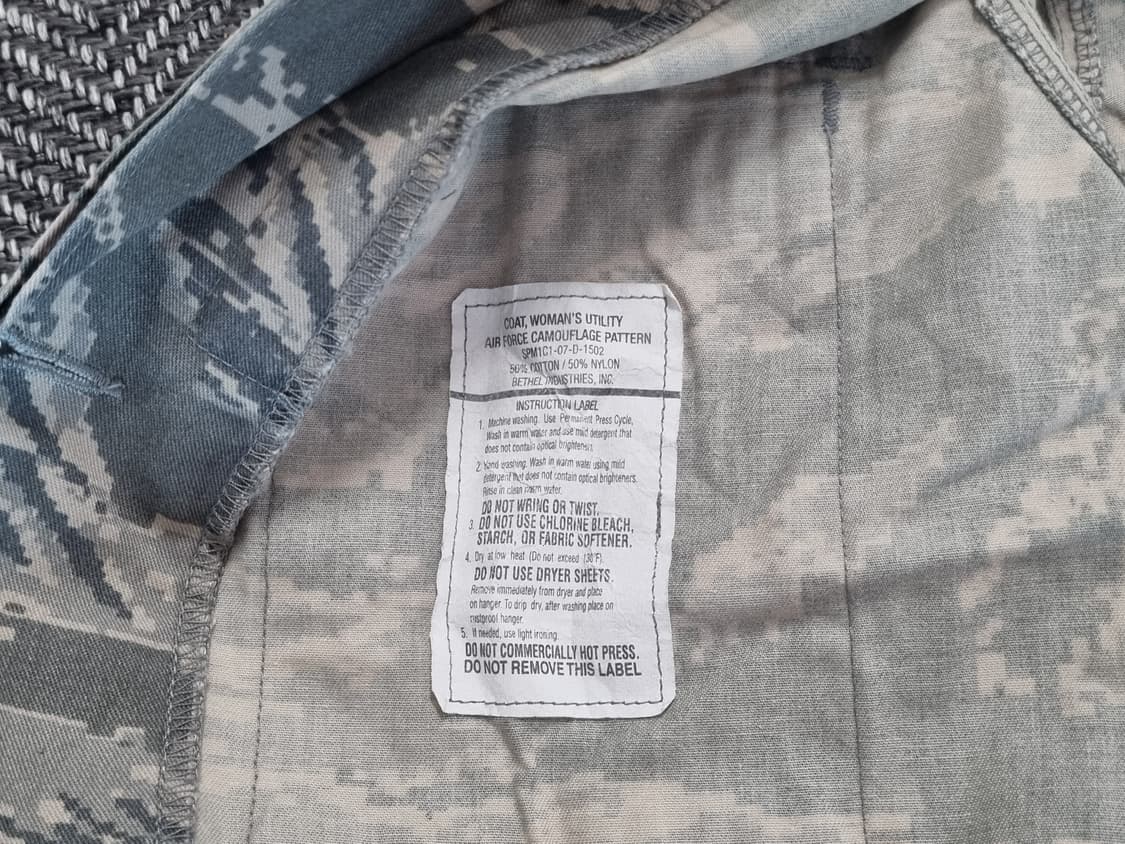 COAT, WOMAN'S UTILITY
AIR FORCE CAMOUFLAGE PATTERN
SPM1C1-07-D-1502
50% COTTON / 50% NYLON
BETHEL INDUSTRIES, INC.
INSTRUCTION LABEL
1. Machine washing. Use Permanent Press Cycle,
Wash in warm water and use mild detergent that
does not contain optical brighteners.
2. Hand washing. Wash in warm water using mild
detergent that does not contain optical brighteners.
Rinse in clean warm water.
DO NOT WRING OR TWIST.
3. DO NOT USE CHLORINE BLEACH,
STARCH, OR FABRIC SOFTENER.
4. Dry at low heat (Do not exceed 130°F).
DO NOT USE DRYER SHEETS.
Remove immediately from dryer and place
on hanger. To drip dry, after washing place on
rustproof hanger.
5. If needed, use light ironing.
DO NOT COMMERCIALLY HOT PRESS.
DO NOT REMOVE THIS LABEL